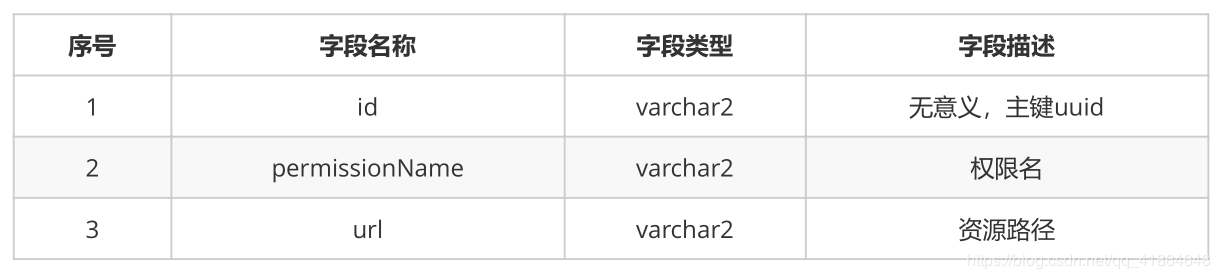 序号 字段名称 字段类型 字段描述
1 id varchar2 无意义，主键uuid
2 permissionName varchar2 权限名
3 url varchar2 资源路径
https://blog.csdn.net/qq_41804848